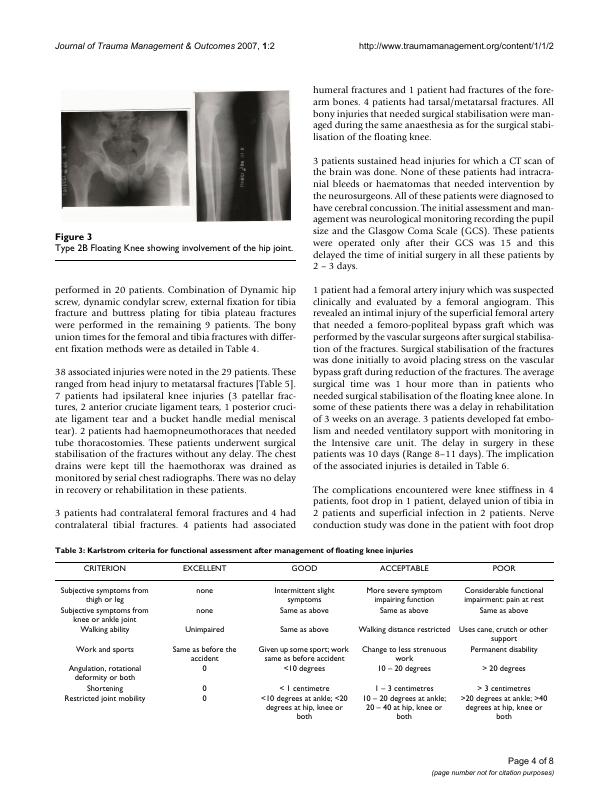 Journal of Trauma Management & Outcomes 2007, 1:2
http://www.traumamanagement.org/content/1/1/2
Figure 3
Type 2B Floating Knee showing involvement of the hip joint.
performed in 20 patients. Combination of Dynamic hip
screw, dynamic condylar screw, external fixation for tibia
fracture and buttress plating for tibia plateau fractures
were performed in the remaining 9 patients. The bony
union times for the femoral and tibia fractures with differ-
ent fixation methods were as detailed in Table 4.
38 associated injuries were noted in the 29 patients. These
ranged from head injury to metatarsal fractures [Table 5].
7 patients had ipsilateral knee injuries (3 patellar frac-
tures, 2 anterior cruciate ligament tears, 1 posterior cruci-
ate ligament tear and a bucket handle medial meniscal
tear). 2 patients had haemopneumothoraces that needed
tube thoracostomies. These patients underwent surgical
stabilisation of the fractures without any delay. The chest
drains were kept till the haemothorax was drained as
monitored by serial chest radiographs. There was no delay
in recovery or rehabilitation in these patients.
3 patients had contralateral femoral fractures and 4 had
contralateral tibial fractures. 4 patients had associated
humeral fractures and 1 patient had fractures of the fore-
arm bones. 4 patients had tarsal/metatarsal fractures. All
bony injuries that needed surgical stabilisation were man-
aged during the same anaesthesia as for the surgical stabi-
lisation of the floating knee.
3 patients sustained head injuries for which a CT scan of
the brain was done. None of these patients had intracra-
nial bleeds or haematomas that needed intervention by
the neurosurgeons. All of these patients were diagnosed to
have cerebral concussion. The initial assessment and man-
agement was neurological monitoring recording the pupil
size and the Glasgow Coma Scale (GCS). These patients
were operated only after their GCS was 15 and this
delayed the time of initial surgery in all these patients by
2 – 3 days.
1 patient had a femoral artery injury which was suspected
clinically and evaluated by a femoral angiogram. This
revealed an intimal injury of the superficial femoral artery
that needed a femoro-popliteal bypass graft which was
performed by the vascular surgeons after surgical stabilisa-
tion of the fractures. Surgical stabilisation of the fractures
was done initially to avoid placing stress on the vascular
bypass graft during reduction of the fractures. The average
surgical time was 1 hour more than in patients who
needed surgical stabilisation of the floating knee alone. In
some of these patients there was a delay in rehabilitation
of 3 weeks on an average. 3 patients developed fat embo-
lism and needed ventilatory support with monitoring in
the Intensive care unit. The delay in surgery in these
patients was 10 days (Range 8–11 days). The implication
of the associated injuries is detailed in Table 6.
The complications encountered were knee stiffness in 4
patients, foot drop in 1 patient, delayed union of tibia in
2 patients and superficial infection in 2 patients. Nerve
conduction study was done in the patient with foot drop
Table 3: Karlstrom criteria for functional assessment after management of floating knee injuries
CRITERION EXCELLENT GOOD ACCEPTABLE POOR
Subjective symptoms from none Intermittent slight More severe symptom Considerable functional
thigh or leg symptoms impairing function impairment: pain at rest
Subjective symptoms from none Same as above Same as above Same as above
knee or ankle joint
Walking ability Unimpaired Same as above Walking distance restricted Uses cane, crutch or other
support
Work and sports Same as before the Given up some sport; work Change to less strenuous Permanent disability
accident same as before accident work
Angulation, rotational 0 <10 degrees 10 – 20 degrees > 20 degrees
deformity or both
Shortening 0 < 1 centimetre 1 – 3 centimetres > 3 centimetres
Restricted joint mobility 0 <10 degrees at ankle; <20 10 – 20 degrees at ankle; >20 degrees at ankle; >40
degrees at hip, knee or 20 – 40 at hip, knee or degrees at hip, knee or
both both both
Page 4 of 8
(page number not for citation purposes)